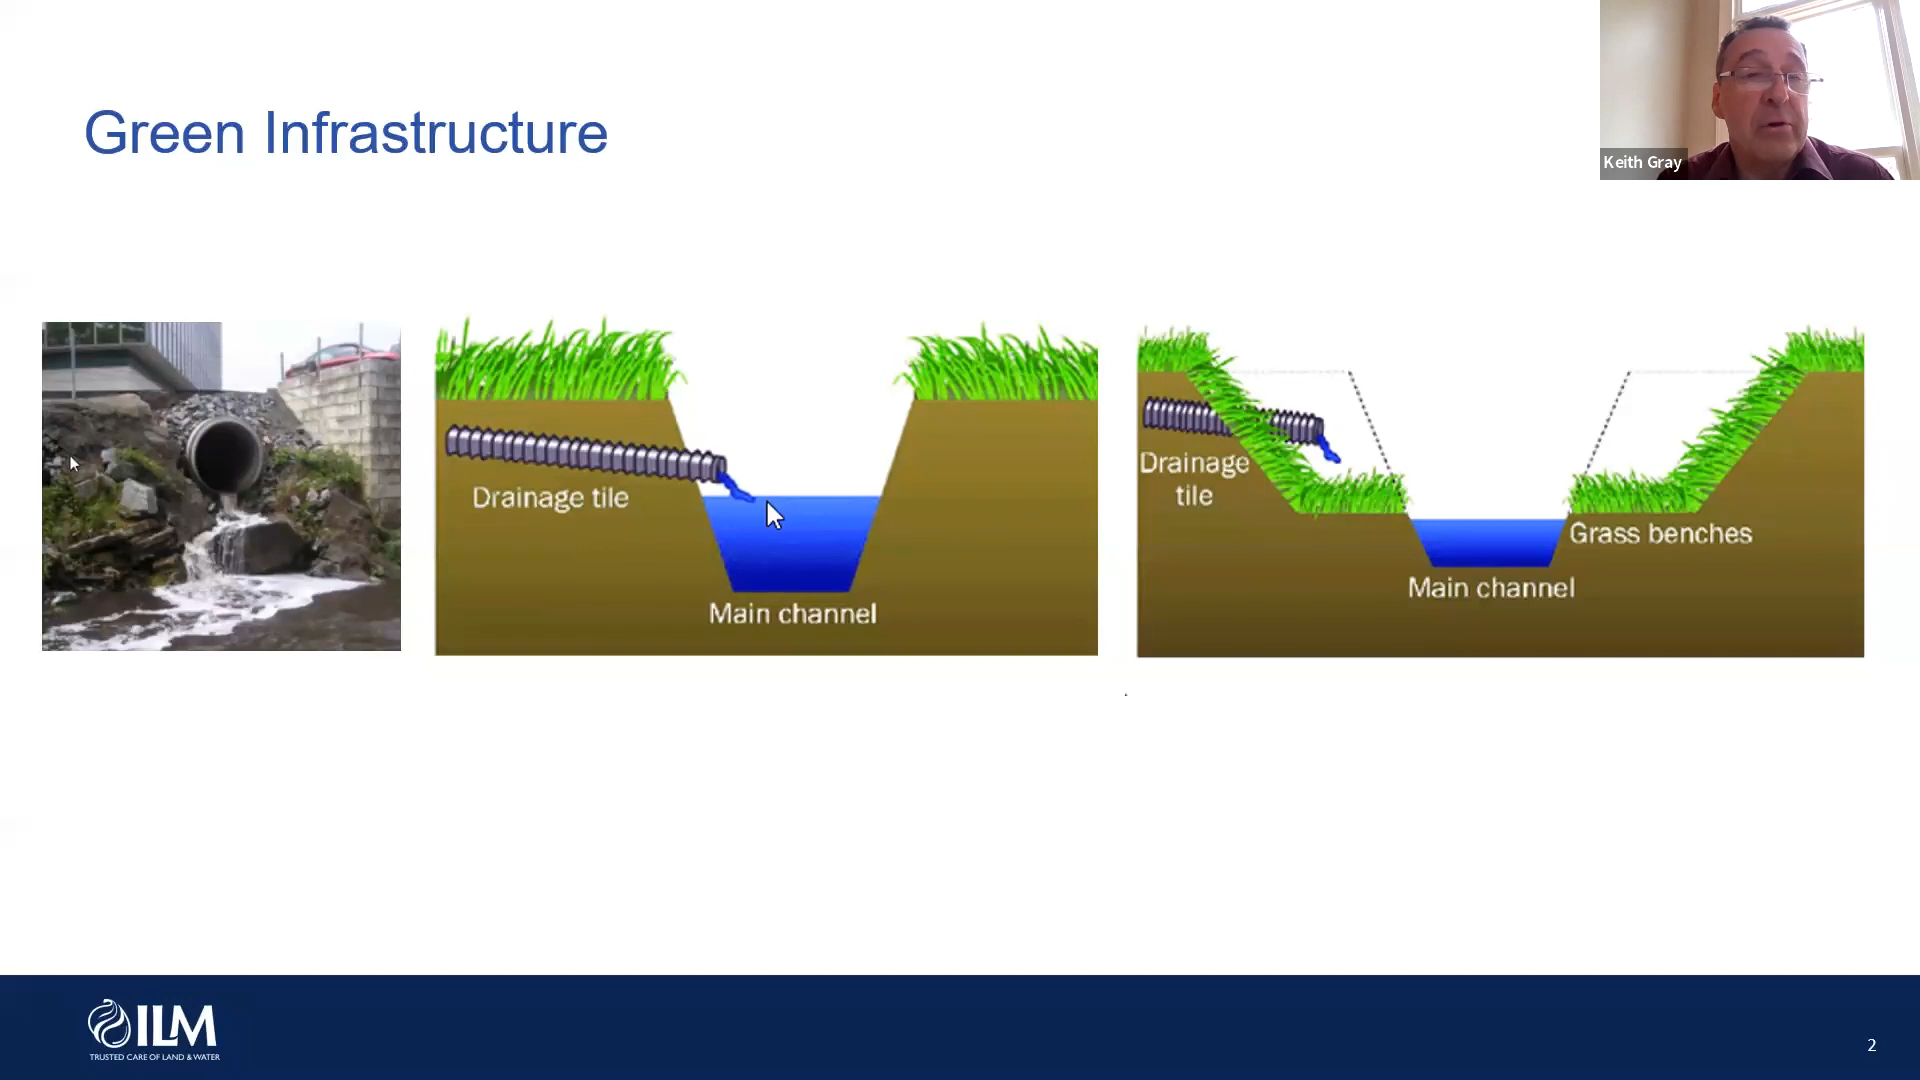 Green Infrastructure
Keith Gray
Drainage tile
Main channel
Drainage
tile
Grass benches
Main channel
ILM
TRUSTED CARE OF LAND & WATER
2